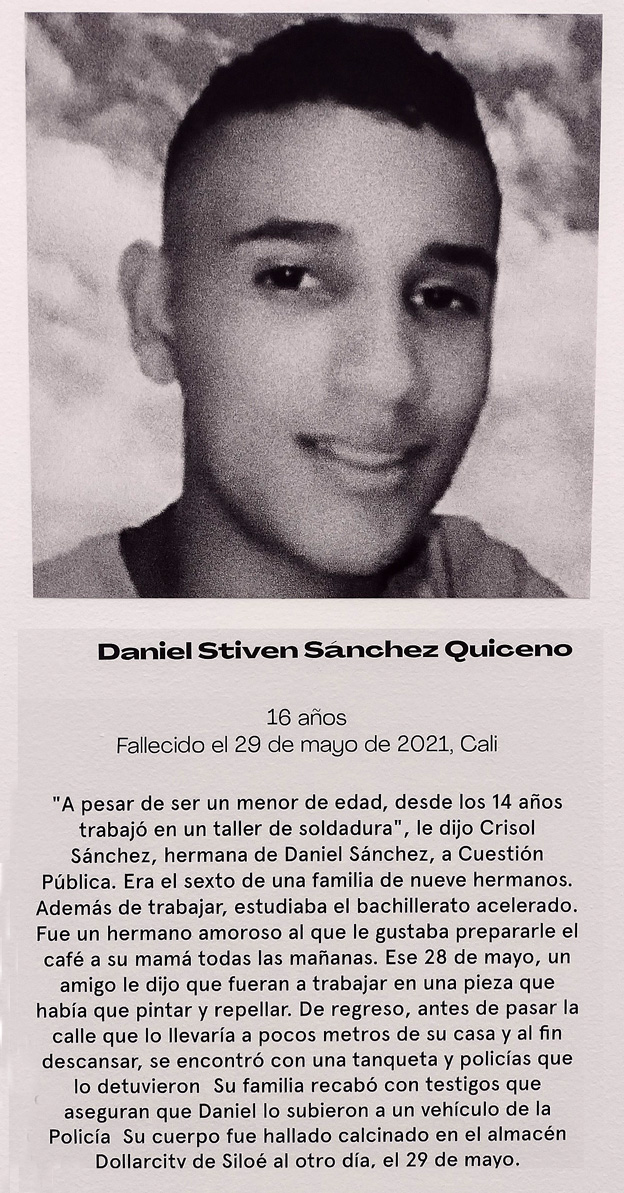 Daniel Stiven Sánchez Quiceno
16 años
Fallecido el 29 de mayo de 2021, Cali
"A pesar de ser un menor de edad, desde los 14 años
trabajó en un taller de soldadura", le dijo Crisol
Sánchez, hermana de Daniel Sánchez, a Cuestión
Pública. Era el sexto de una familia de nueve hermanos.
Además de trabajar, estudiaba el bachillerato acelerado.
Fue un hermano amoroso al que le gustaba prepararle el
café a su mamá todas las mañanas. Ese 28 de mayo, un
amigo le dijo que fueran a trabajar en una pieza que
había que pintar y repellar. De regreso, antes de pasar la
calle que lo llevaría a pocos metros de su casa y al fin
descansar, se encontró con una tanqueta y policías que
lo detuvieron Su familia recabó con testigos que
aseguran que Daniel lo subieron a un vehículo de la
Policía Su cuerpo fue hallado calcinado en el almacén
Dollarcity de Siloé al otro día, el 29 de mayo.